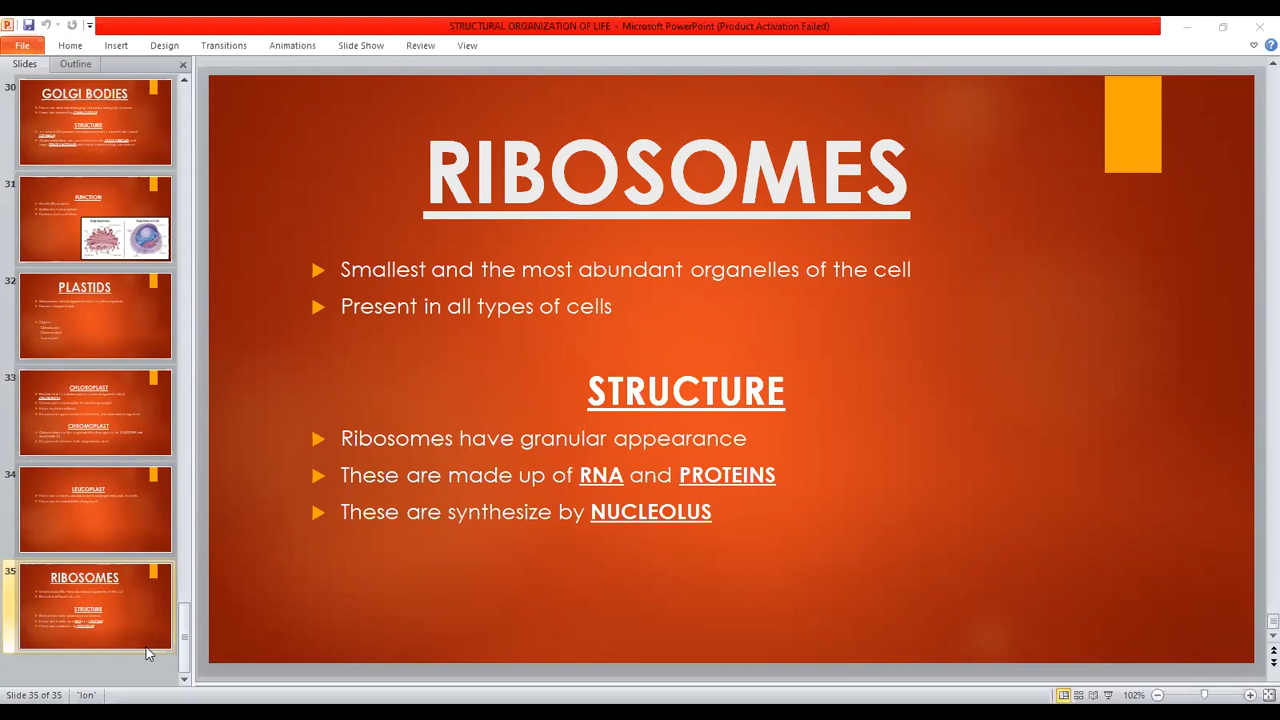 STRUCTURAL ORGANIZATION OF LIFE - Microsoft PowerPoint (Product Activation Failed)
File Home Insert Design Transitions Animations Slide Show Review View
Slides Outline
30
GOLGI BODIES
STRUCTURE
31
FUNCTION
32
PLASTIDS
33
CHLOROPLAST
CHROMOPLAST
34
LEUCOPLAST
35
RIBOSOMES
STRUCTURE
RIBOSOMES
Smallest and the most abundant organelles of the cell
Present in all types of cells
STRUCTURE
Ribosomes have granular appearance
These are made up of RNA and PROTEINS
These are synthesize by NUCLEOLUS
Slide 35 of 35 "Ion" 102%